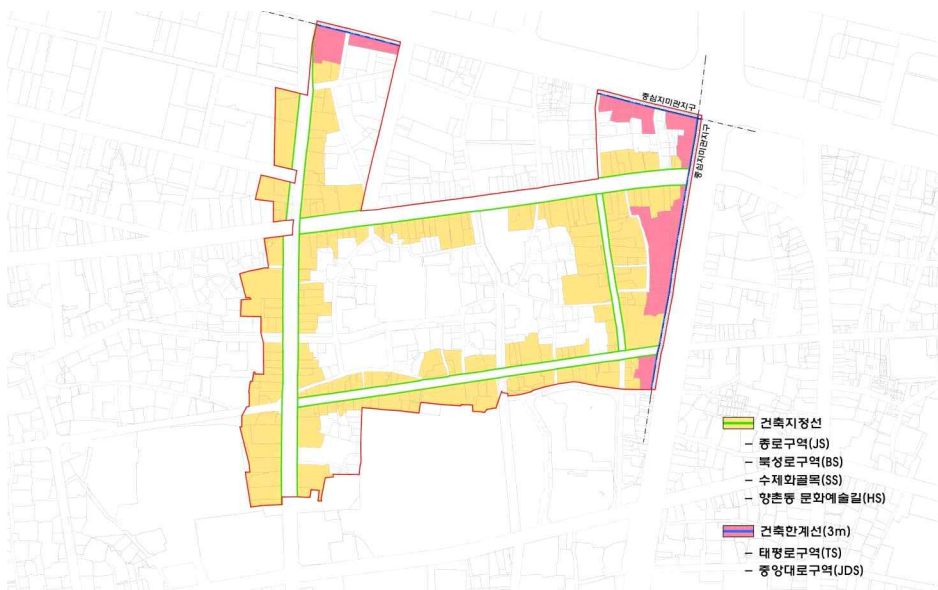 중심지미관지구
중심지미관지구
건축지정선
– 종로구역(JS)
– 북성로구역(BS)
– 수제화골목(SS)
– 향촌동 문화예술길(HS)
건축한계선(3m)
– 태평로구역(TS)
– 중앙대로구역(JDS)